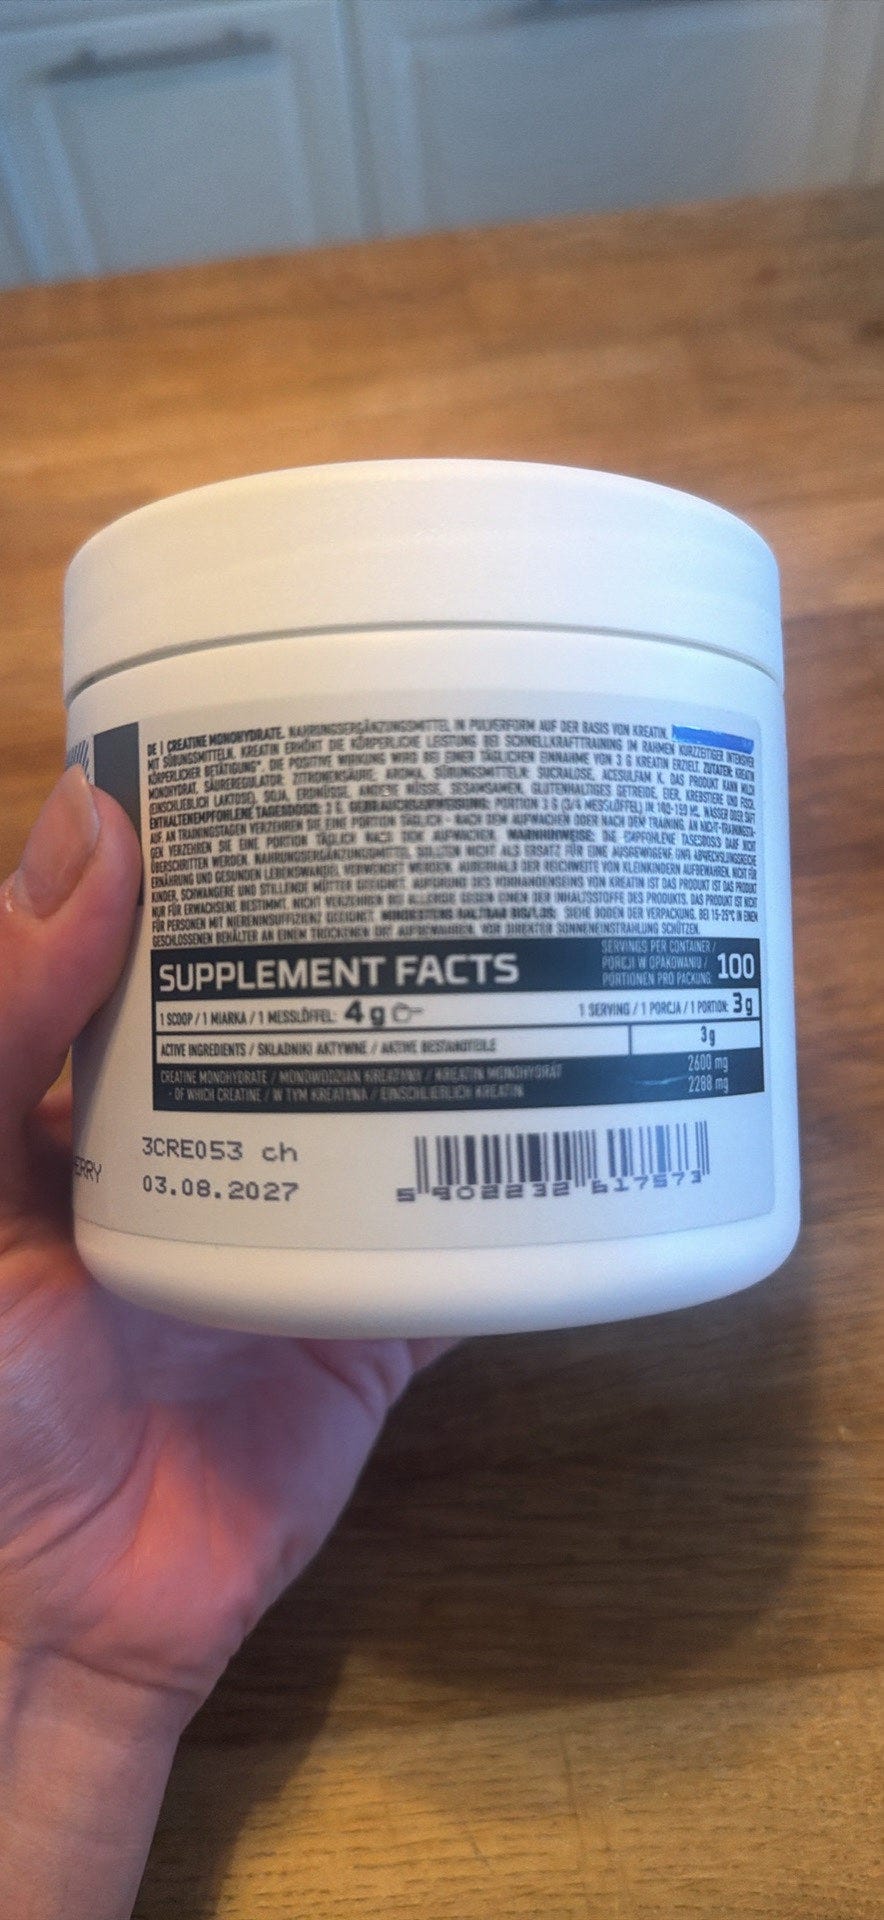 DE | CREATINE MONOHYDRATE. NAHRUNGSERGÄNZUNGSMITTEL IN PULVERFORM AUF DER BASIS VON KREATIN.
MIT SÜßUNGSMITTELN. KREATIN ERHÖHT DIE KÖRPERLICHE LEISTUNG BEI SCHNELLKRAFTTRAINING IM RAHMEN KURZZEITIGER INTENSIVER
KÖRPERLICHER BETÄTIGUNG*. DIE POSITIVE WIRKUNG WIRD BEI EINER TÄGLICHEN EINNAHME VON 3 G KREATIN ERZIELT. ZUTATEN: KREATIN
MONOHYDRAT, SÄUREREGULATOR: ZITRONENSÄURE; AROMA, SÜßUNGSMITTELN: SUCRALOSE, ACESULFAM K. DAS PRODUKT KANN MILCH
(EINSCHLIEßLICH LAKTOSE), SOJA, ERDNÜSSE, ANDERE NÜSSE, SESAMSAMEN, GLUTENHALTIGES GETREIDE, EIER, KREBSTIERE UND FISCH
ENTHALTEN EMPFOHLENE TAGESDOSIS: 3 G. GEBRAUCHSANWEISUNG: PORTION 3 G (3/4 MESSLÖFFEL) IN 100-150 ML WASSER ODER SAFT
AUF. AN TRAININGSTAGEN VERZEHREN SIE EINE PORTION TÄGLICH - NACH DEM AUFWACHEN ODER NACH DEM TRAINING. AN NICHT-TRAININGSTA-
GEN VERZEHREN SIE EINE PORTION TÄGLICH NACH DEM AUFWACHEN. WARNHINWEISE: DIE TAGESDOSIS DARF NICHT
ÜBERSCHRITTEN WERDEN. NAHRUNGSERGÄNZUNGSMITTEL SOLLTEN NICHT ALS ERSATZ FÜR EINE AUSGEWOGENE UND ABWECHSLUNGSREICHE
ERNÄHRUNG UND GESUNDEN LEBENSWANDEL VERWENDET WERDEN. AUßERHALB DER REICHWEITE VON KLEINKINDERN AUFBEWAHREN. NICHT FÜR
KINDER, SCHWANGERE UND STILLENDE MÜTTER GEEIGNET. AUFGRUND DES VORHANDENSEINS VON KREATIN IST DAS PRODUKT IST DAS PRODUKT
NUR FÜR ERWACHSENE BESTIMMT. NICHT VERZEHREN BEI ALLERGIE GEGEN EINEN DER INHALTSSTOFFE DES PRODUKTS. DAS PRODUKT IST NICHT
FÜR PERSONEN MIT NIERENINSUFFIZIENZ GEEIGNET. SIEHE BODEN DER VERPACKUNG. BEI 15-25°C IN EINEM
GESCHLOSSENEN BEHÄLTER AN EINEM TROCKENEN ORT AUFBEWAHREN. VOR DIREKTER SONNENEINSTRAHLUNG SCHÜTZEN.
SUPPLEMENT FACTS
SERVINGS PER CONTAINER /
PORCJI W OPAKOWANIU /
PORTIONEN PRO PACKUNG: 100
1 SCOOP / 1 MIARKA / 1 MESSLÖFFEL: 4 g
1 SERVING / 1 PORCJA / 1 PORTION: 3 g
ACTIVE INGREDIENTS / SKŁADNIKI AKTYWNE / AKTIVE BESTANDTEILE 3 g
CREATINE MONOHYDRATE / MONOWODZIAN KREATYNY / KREATIN MONOHYDRAT 2600 mg
- OF WHICH CREATINE / W TYM KREATYNA / EINSCHLIEßLICH KREATIN 2288 mg
3CRE053 ch
03.08.2027
ERRY
5 902232 617573